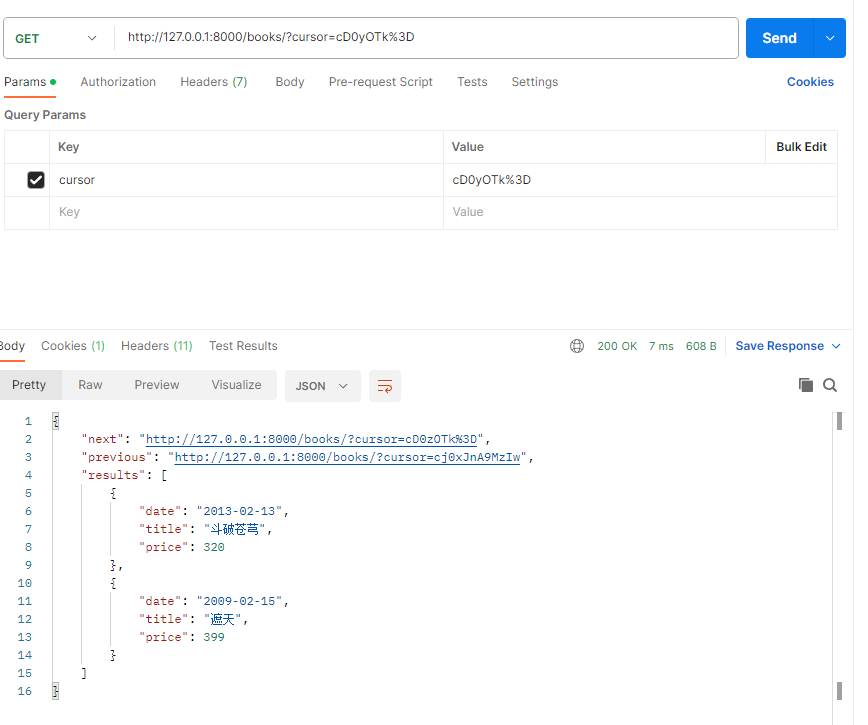 GET http://127.0.0.1:8000/books/?cursor=cD0yOTk%3D Send
Params Authorization Headers (7) Body Pre-request Script Tests Settings Cookies
Query Params
Key Value Bulk Edit
cursor cD0yOTk%3D
Key Value
Body Cookies (1) Headers (11) Test Results 200 OK 7 ms 608 B Save Response
Pretty Raw Preview Visualize JSON
1 {
2 "next": "http://127.0.0.1:8000/books/?cursor=cD0zOTk%3D",
3 "previous": "http://127.0.0.1:8000/books/?cursor=cj0xJnA9MzIw",
4 "results": [
5 {
6 "date": "2013-02-13",
7 "title": "斗破苍芎",
8 "price": 320
9 },
10 {
11 "date": "2009-02-15",
12 "title": "遮天",
13 "price": 399
14 }
15 ]
16 }